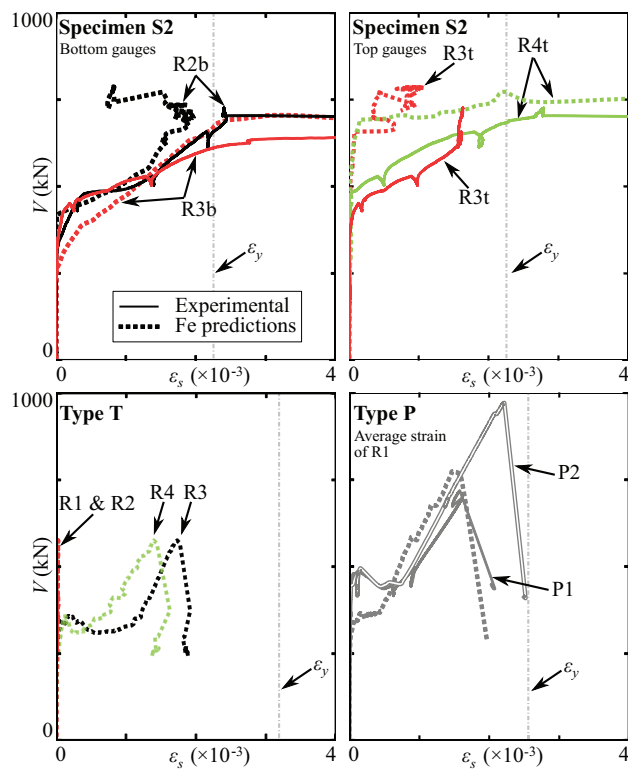 1000
Specimen S2
Bottom gauges
R2b
R3b
V (kN)
εy
Experimental
Fe predictions
0
0
εs (×10-3)
4
Specimen S2
Top gauges
R3t
R4t
R3t
εy
0
εs (×10-3)
4
1000
Type T
R1 & R2
R4
R3
V (kN)
εy
0
0
εs (×10-3)
4
Type P
Average strain
of R1
P2
P1
εy
0
εs (×10-3)
4